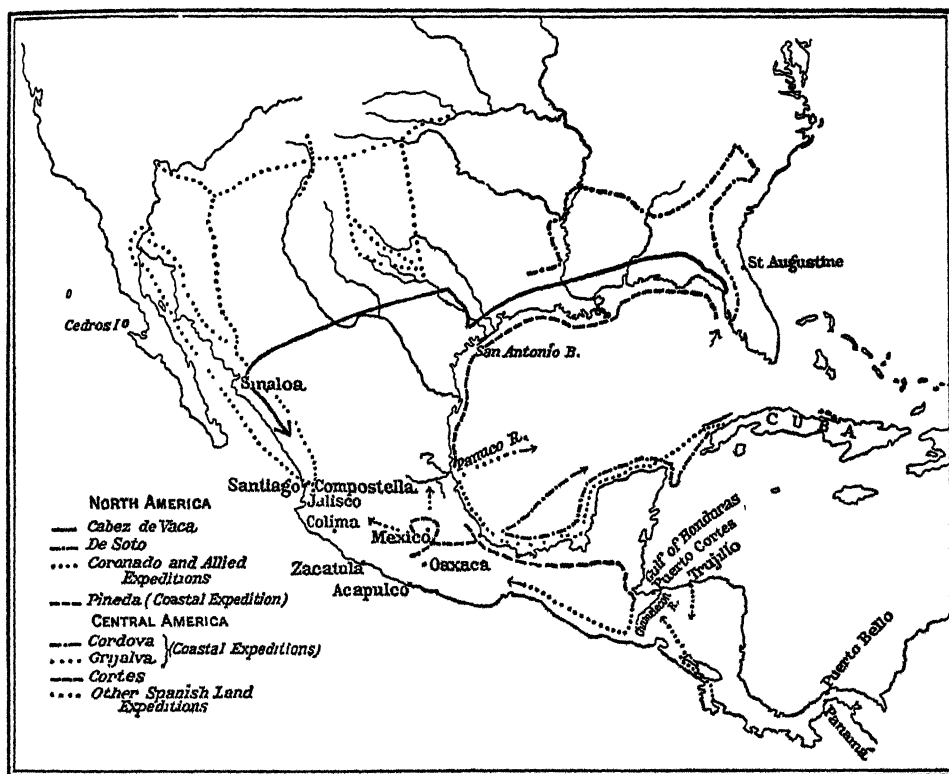 St Augustine
Cedros I
San Antonio B.
Sinaloa
CUBA
Panuco R.
Santiago
Compostella
Jalisco
Colima
Mexico
Zacatula
Oaxaca
Acapulco
Gulf of Honduras
Puerto Cortes
Trujillo
R.
Puerto Bello
Panama
NORTH AMERICA
Cabez de Vaca
De Soto
Coronado and Allied
Expeditions
Pineda (Coastal Expedition)
CENTRAL AMERICA
Cordova
Grijalva
(Coastal Expeditions)
Cortes
Other Spanish Land
Expeditions